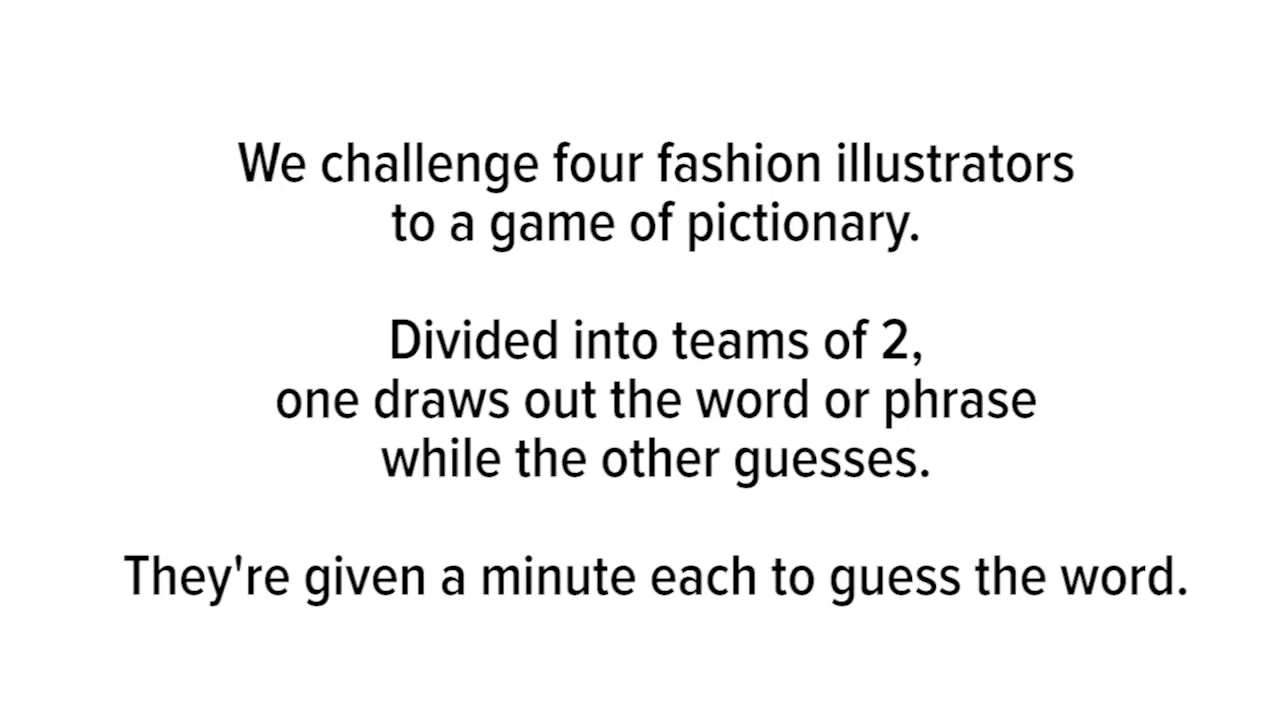 We challenge four fashion illustrators
to a game of pictionary.
Divided into teams of 2,
one draws out the word or phrase
while the other guesses.
They're given a minute each to guess the word.